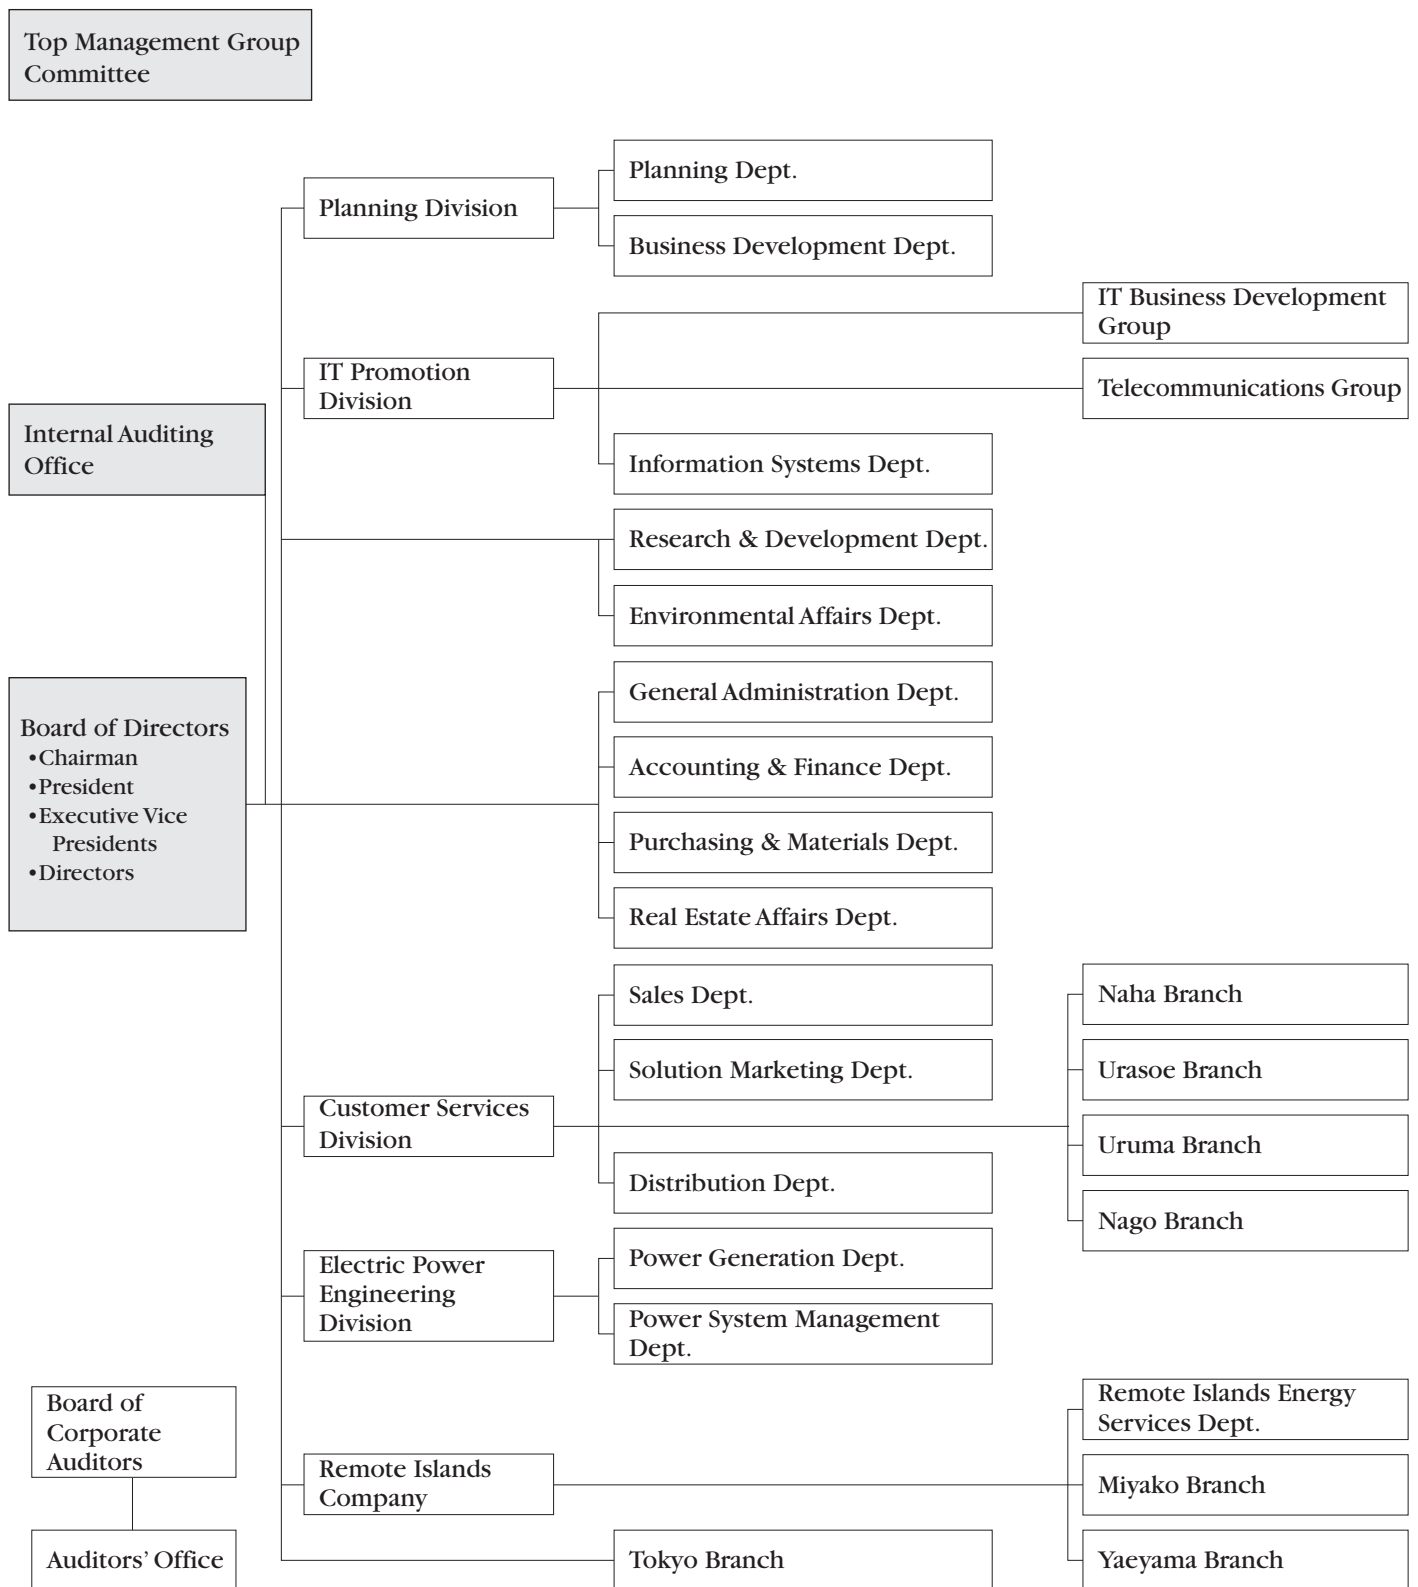 Top Management Group
Committee
Planning Division
Planning Dept.
Business Development Dept.
IT Promotion
Division
IT Business Development
Group
Telecommunications Group
Information Systems Dept.
Internal Auditing
Office
Research & Development Dept.
Environmental Affairs Dept.
Board of Directors
•Chairman
•President
•Executive Vice
Presidents
•Directors
General Administration Dept.
Accounting & Finance Dept.
Purchasing & Materials Dept.
Real Estate Affairs Dept.
Customer Services
Division
Sales Dept.
Solution Marketing Dept.
Distribution Dept.
Naha Branch
Urasoe Branch
Uruma Branch
Nago Branch
Electric Power
Engineering
Division
Power Generation Dept.
Power System Management
Dept.
Board of
Corporate
Auditors
Auditors' Office
Remote Islands
Company
Remote Islands Energy
Services Dept.
Miyako Branch
Yaeyama Branch
Tokyo Branch